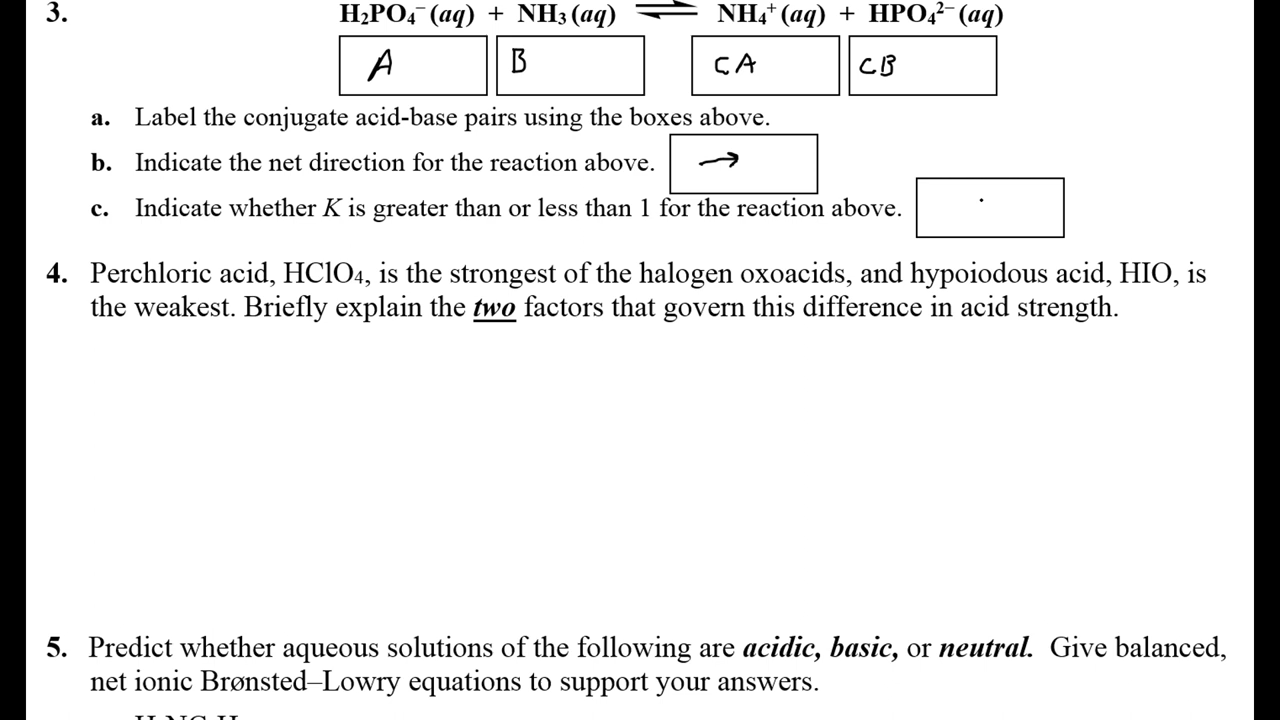 3. H₂PO₄⁻ (aq) + NH₃ (aq) ⇌ NH₄⁺ (aq) + HPO₄²⁻ (aq)
A B CA CB
a. Label the conjugate acid-base pairs using the boxes above.
b. Indicate the net direction for the reaction above. →
c. Indicate whether K is greater than or less than 1 for the reaction above.
4. Perchloric acid, HClO₄, is the strongest of the halogen oxoacids, and hypoiodous acid, HIO, is
the weakest. Briefly explain the two factors that govern this difference in acid strength.
5. Predict whether aqueous solutions of the following are acidic, basic, or neutral. Give balanced,
net ionic Brønsted–Lowry equations to support your answers.